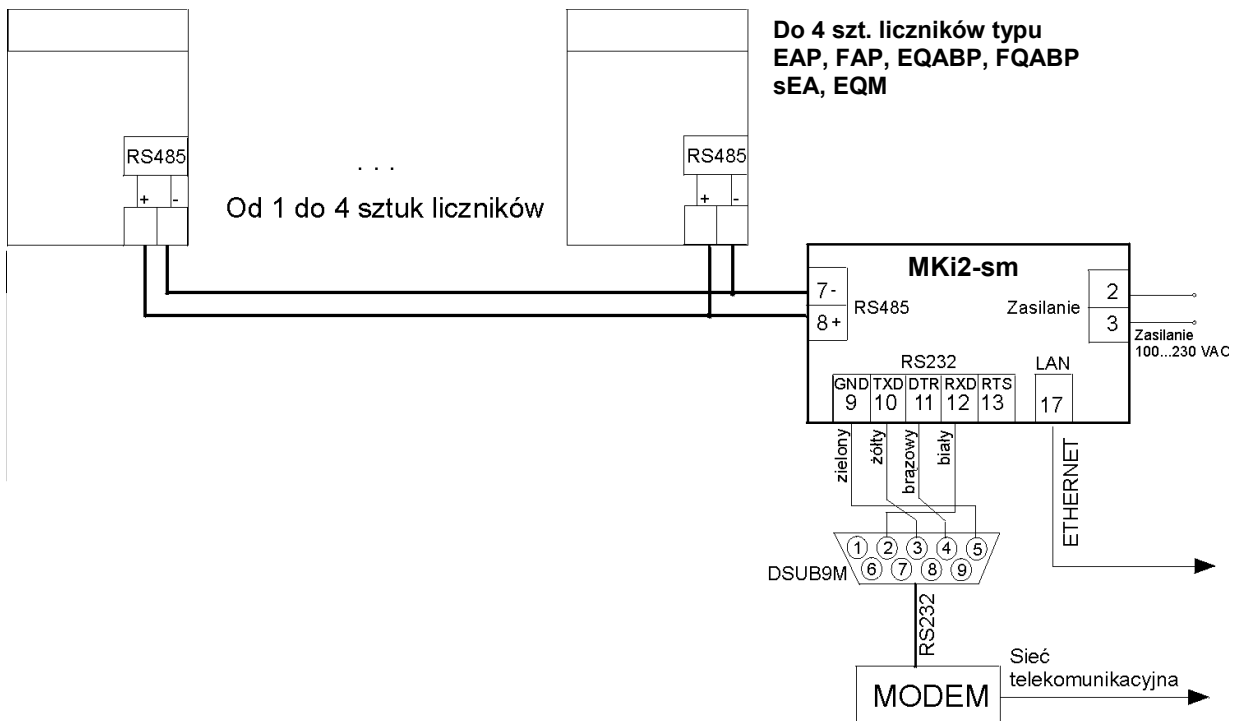 Do 4 szt. liczników typu
EAP, FAP, EQABP, FQABP
sEA, EQM
RS485
+ -
. . .
Od 1 do 4 sztuk liczników
RS485
+ -
MKi2-sm
7-
8+
RS485
Zasilanie
2
3
Zasilanie
100...230 VAC
RS232
GND TXD DTR RXD RTS
9 10 11 12 13
LAN
17
zielony
żółty
brązowy
biały
ETHERNET
1 2 3 4 5
6 7 8 9
DSUB9M
RS232
MODEM
Sieć
telekomunikacyjna